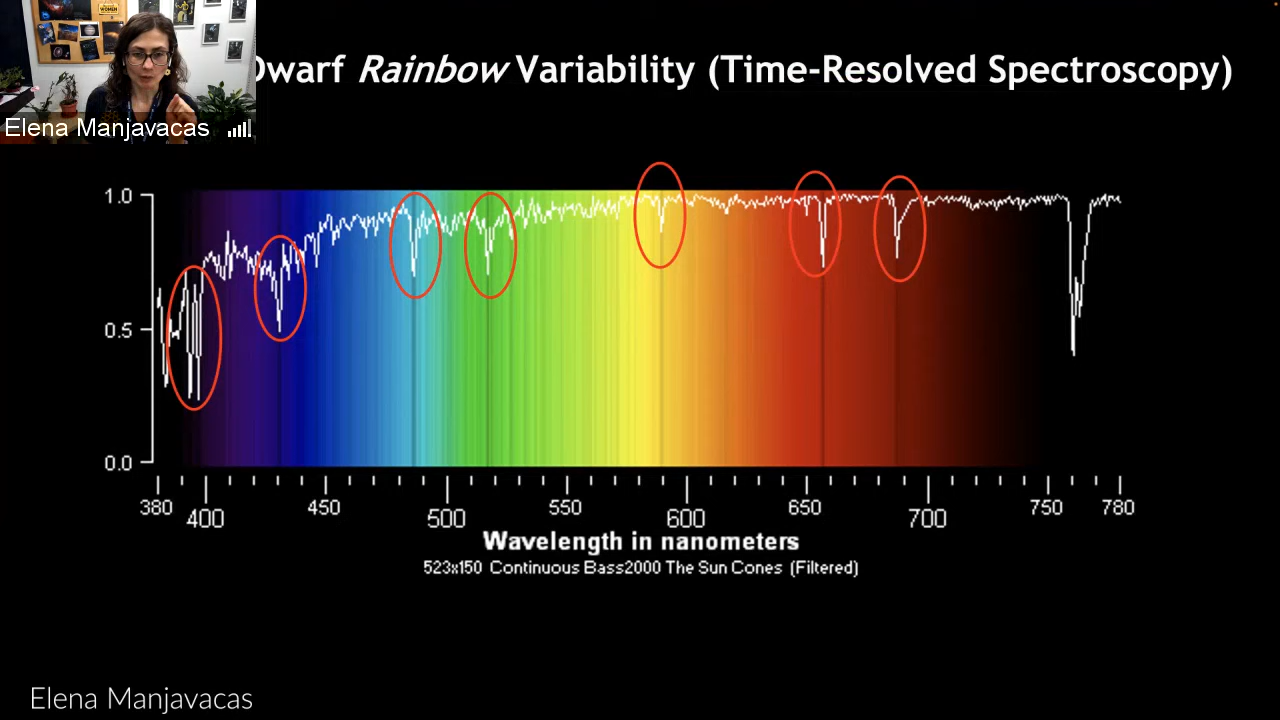 Dwarf Rainbow Variability (Time-Resolved Spectroscopy)
WOMEN
Elena Manjavacas
1.0
0.5
0.0
380 400 450 500 550 600 650 700 750 780
Wavelength in nanometers
523x150 Continuous Bass2000 The Sun Cones (Filtered)
Elena Manjavacas